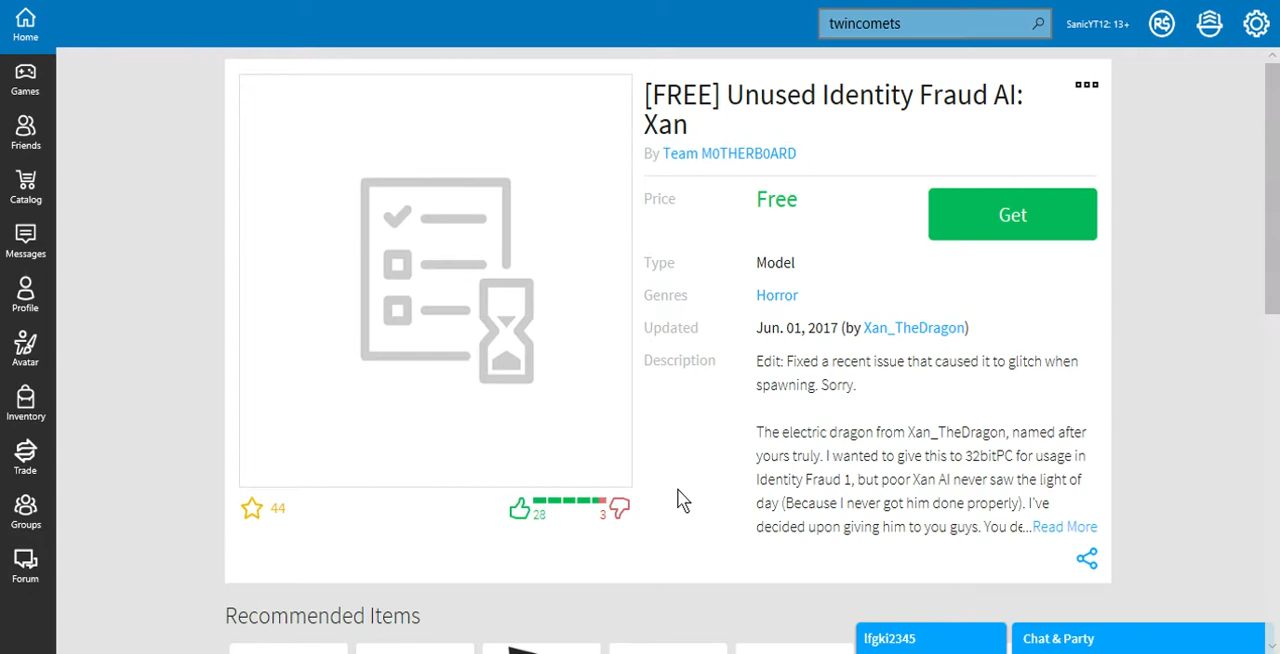 Home
twincomets
SanicYT12: 13+
R$
Games
Friends
Catalog
Messages
Profile
Avatar
Inventory
Trade
Groups
Forum
[FREE] Unused Identity Fraud AI:
Xan
By Team M0THERB0ARD
Price
Free
Get
Type
Model
Genres
Horror
Updated
Jun. 01, 2017 (by Xan_TheDragon)
Description
Edit: Fixed a recent issue that caused it to glitch when
spawning. Sorry.
The electric dragon from Xan_TheDragon, named after
yours truly. I wanted to give this to 32bitPC for usage in
Identity Fraud 1, but poor Xan AI never saw the light of
day (Because I never got him done properly). I've
decided upon giving him to you guys. You de...Read More
44
28
3
Recommended Items
lfgki2345
Chat & Party